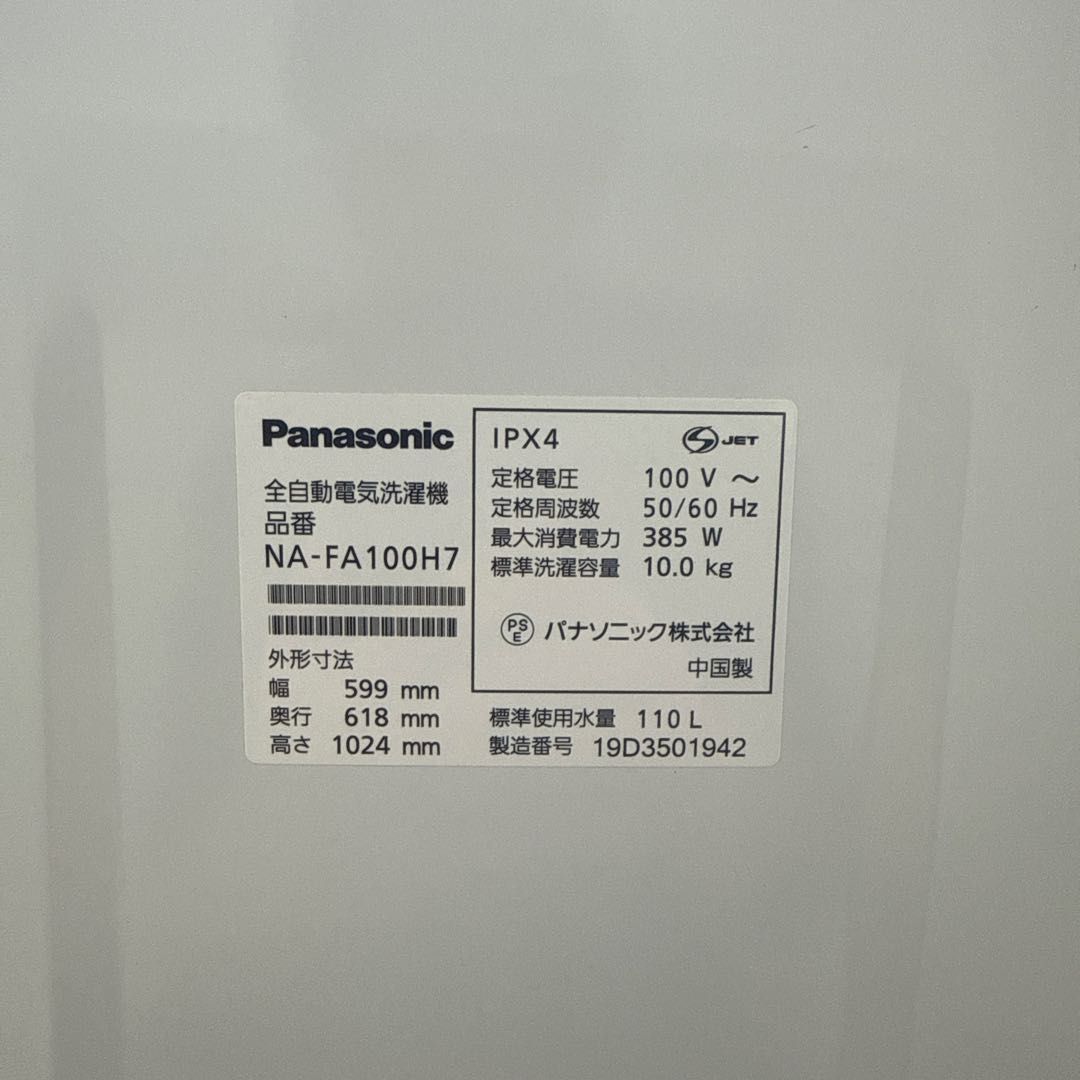 Panasonic
全自動電気洗濯機
品番
NA-FA100H7
外形寸法
幅 599 mm
奥行 618 mm
高さ 1024 mm
IPX4
S JET
定格電圧 100 V ～
定格周波数 50/60 Hz
最大消費電力 385 W
標準洗濯容量 10.0 kg
PS E パナソニック株式会社
中国製
標準使用水量 110 L
製造番号 19D3501942